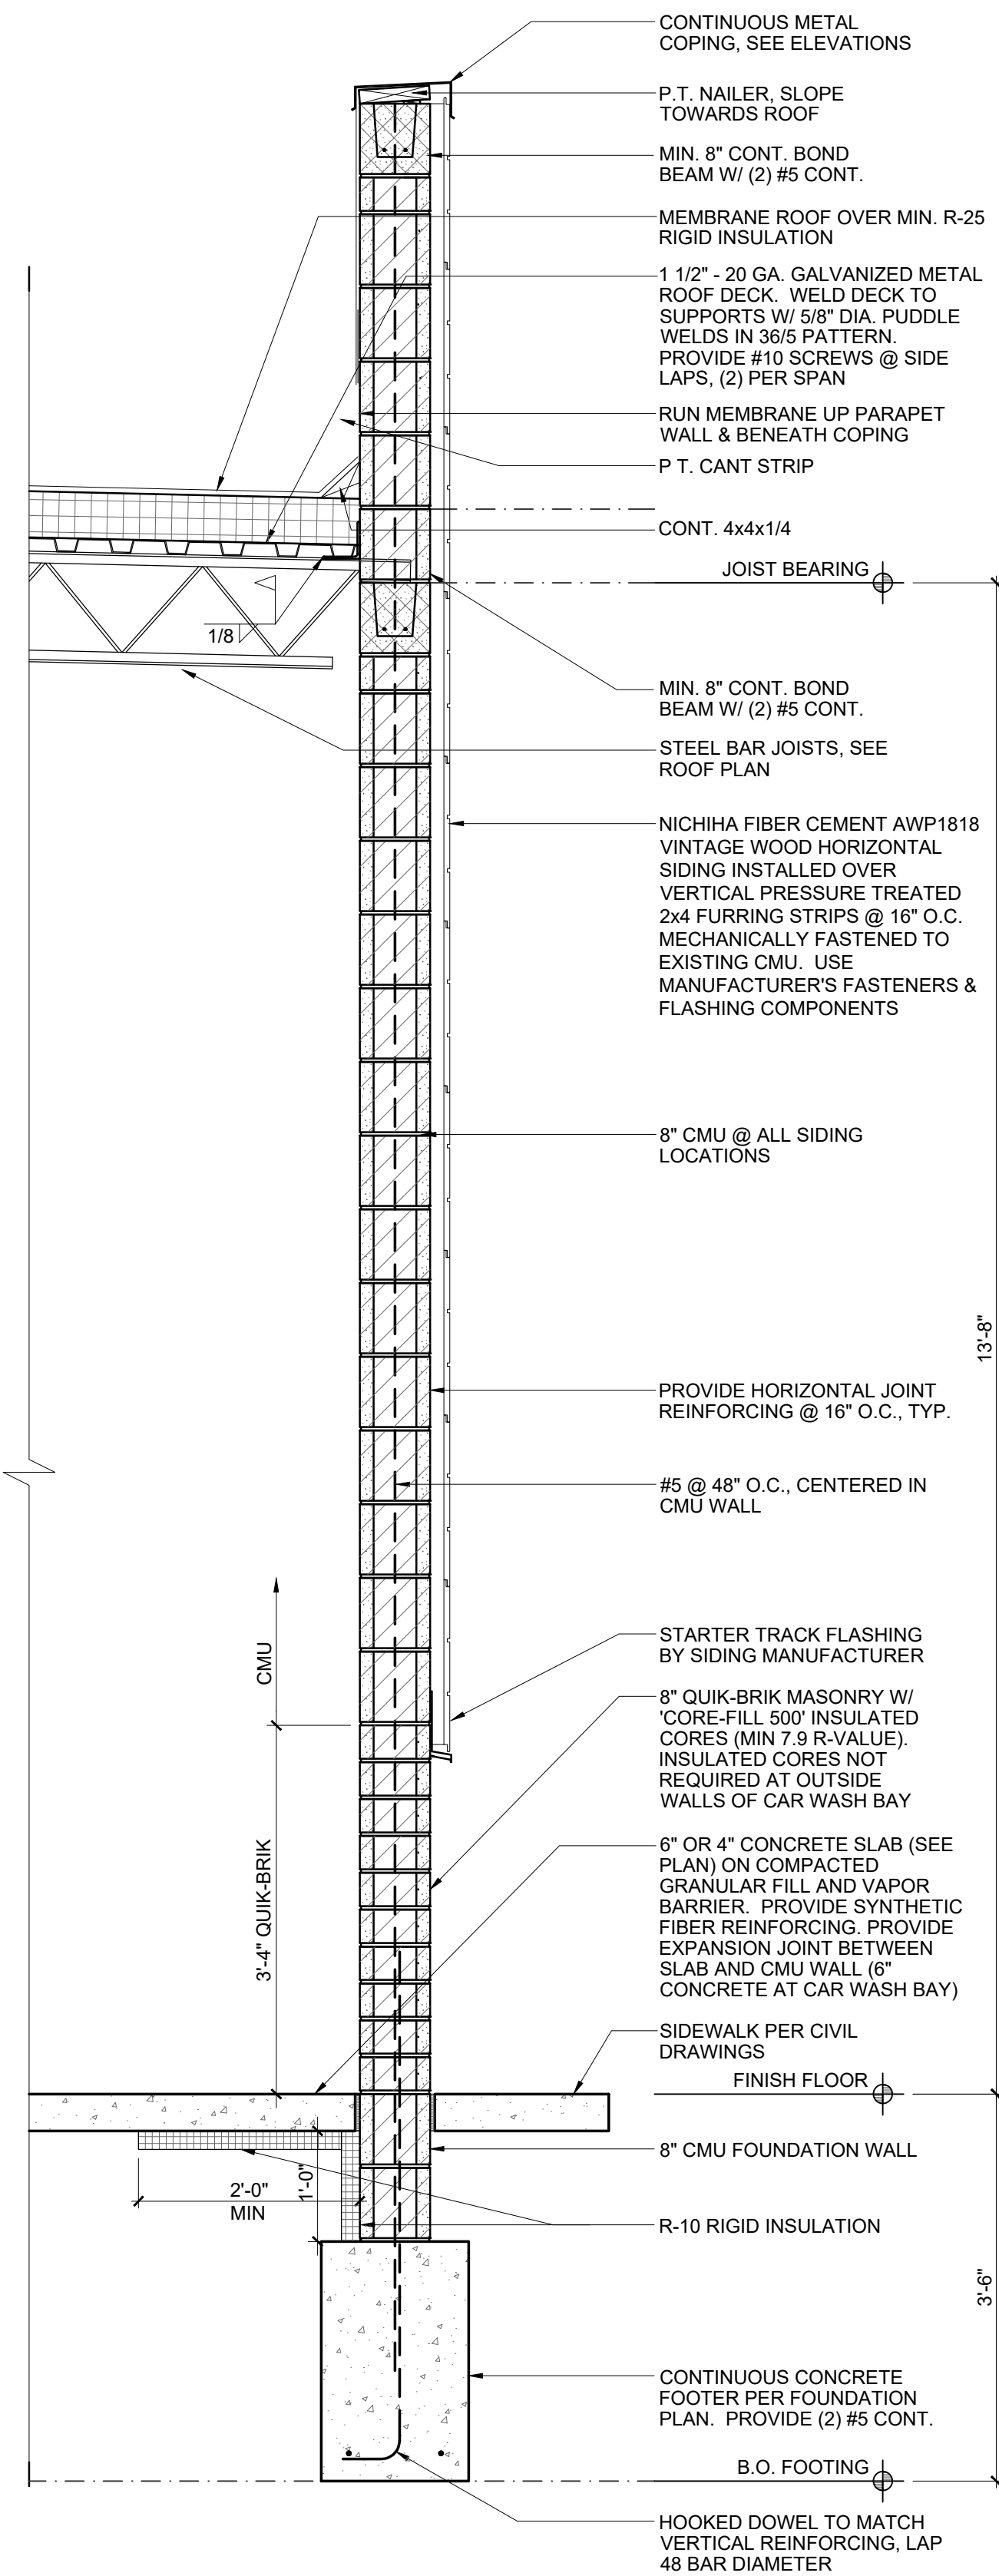 CONTINUOUS METAL
COPING, SEE ELEVATIONS
P.T. NAILER, SLOPE
TOWARDS ROOF
MIN. 8" CONT. BOND
BEAM W/ (2) #5 CONT.
MEMBRANE ROOF OVER MIN. R-25
RIGID INSULATION
1 1/2" - 20 GA. GALVANIZED METAL
ROOF DECK. WELD DECK TO
SUPPORTS W/ 5/8" DIA. PUDDLE
WELDS IN 36/5 PATTERN.
PROVIDE #10 SCREWS @ SIDE
LAPS, (2) PER SPAN
RUN MEMBRANE UP PARAPET
WALL & BENEATH COPING
P T. CANT STRIP
CONT. 4x4x1/4
JOIST BEARING
1/8
MIN. 8" CONT. BOND
BEAM W/ (2) #5 CONT.
STEEL BAR JOISTS, SEE
ROOF PLAN
NICHIHA FIBER CEMENT AWP1818
VINTAGE WOOD HORIZONTAL
SIDING INSTALLED OVER
VERTICAL PRESSURE TREATED
2x4 FURRING STRIPS @ 16" O.C.
MECHANICALLY FASTENED TO
EXISTING CMU. USE
MANUFACTURER'S FASTENERS &
FLASHING COMPONENTS
8" CMU @ ALL SIDING
LOCATIONS
13'-8"
PROVIDE HORIZONTAL JOINT
REINFORCING @ 16" O.C., TYP.
#5 @ 48" O.C., CENTERED IN
CMU WALL
CMU
STARTER TRACK FLASHING
BY SIDING MANUFACTURER
8" QUIK-BRIK MASONRY W/
'CORE-FILL 500' INSULATED
CORES (MIN 7.9 R-VALUE).
INSULATED CORES NOT
REQUIRED AT OUTSIDE
WALLS OF CAR WASH BAY
3'-4" QUIK-BRIK
6" OR 4" CONCRETE SLAB (SEE
PLAN) ON COMPACTED
GRANULAR FILL AND VAPOR
BARRIER. PROVIDE SYNTHETIC
FIBER REINFORCING. PROVIDE
EXPANSION JOINT BETWEEN
SLAB AND CMU WALL (6"
CONCRETE AT CAR WASH BAY)
SIDEWALK PER CIVIL
DRAWINGS
FINISH FLOOR
8" CMU FOUNDATION WALL
2'-0"
MIN
1'-0"
R-10 RIGID INSULATION
3'-6"
CONTINUOUS CONCRETE
FOOTER PER FOUNDATION
PLAN. PROVIDE (2) #5 CONT.
B.O. FOOTING
HOOKED DOWEL TO MATCH
VERTICAL REINFORCING, LAP
48 BAR DIAMETER